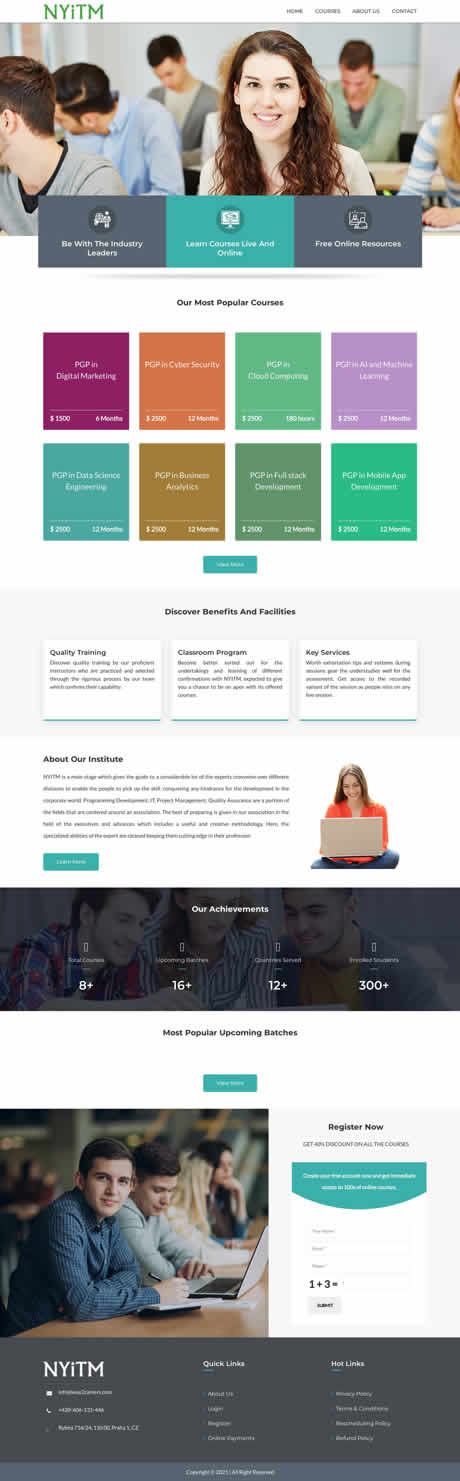 NYiTM
HOME COURSES ABOUT US CONTACT
Be With The Industry
Leaders
Learn Courses Live And
Online
Free Online Resources
Our Most Popular Courses
PGP in
Digital Marketing
$ 1500 6 Months
PGP in Cyber Security
$ 2500 12 Months
PGP in
Cloud Computing
$ 2500 180 hours
PGP in AI and Machine
Learning
$ 2500 12 Months
PGP in Data Science
Engineering
$ 2500 12 Months
PGP in Business
Analytics
$ 2500 12 Months
PGP in Full stack
Development
$ 2500 12 Months
PGP in Mobile App
Development
$ 2500 12 Months
View More
Discover Benefits And Facilities
Quality Training
Discover quality training by our proficient
instructors who are practiced and selected
through the rigorous process by our team
which confirms their capability.
Classroom Program
Become better sorted out for the
undertakings and learning of different
confirmations with NYITM, expected to give
you a chance to be an apex with its offered
courses.
Key Services
Worth extortation tips and systems during
sessions gear the understudies well for the
assessment. Get access to the recorded
variant of the session as people miss on any
live session.
About Our Institute
NYITM is a main stage which gives the guide to a considerable lot of the experts crosswise over different
divisions to enable the people to pick up the skill, conquering any hindrance for the development in the
corporate world. Programming Development, IT, Project Management, Quality Assurance are a portion of
the fields that are centered around an association. The best of preparing is given in our association in the
field of the executives and advances which includes a useful and creative methodology. Here, the
specialized abilities of the expert are cleaned keeping them cutting edge in their profession.
Learn More
Our Achievements
Total Courses
8+
Upcoming Batches
16+
Countries Served
12+
Enrolled Students
300+
Most Popular Upcoming Batches
View More
Register Now
GET 40% DISCOUNT ON ALL THE COURSES
Create your free account now and get immediate
access to 100s of online courses.
Your Name *
Email *
Phone *
1 + 3 =
SUBMIT
NYiTM
+420-606-131-446
Rybná 716/24, 110 00, Praha 1, CZ
Quick Links
About Us
Login
Register
Online Payments
Hot Links
Privacy Policy
Terms & Conditions
Rescheduling Policy
Refund Policy
Copyright © 2021 | All Right Reserved